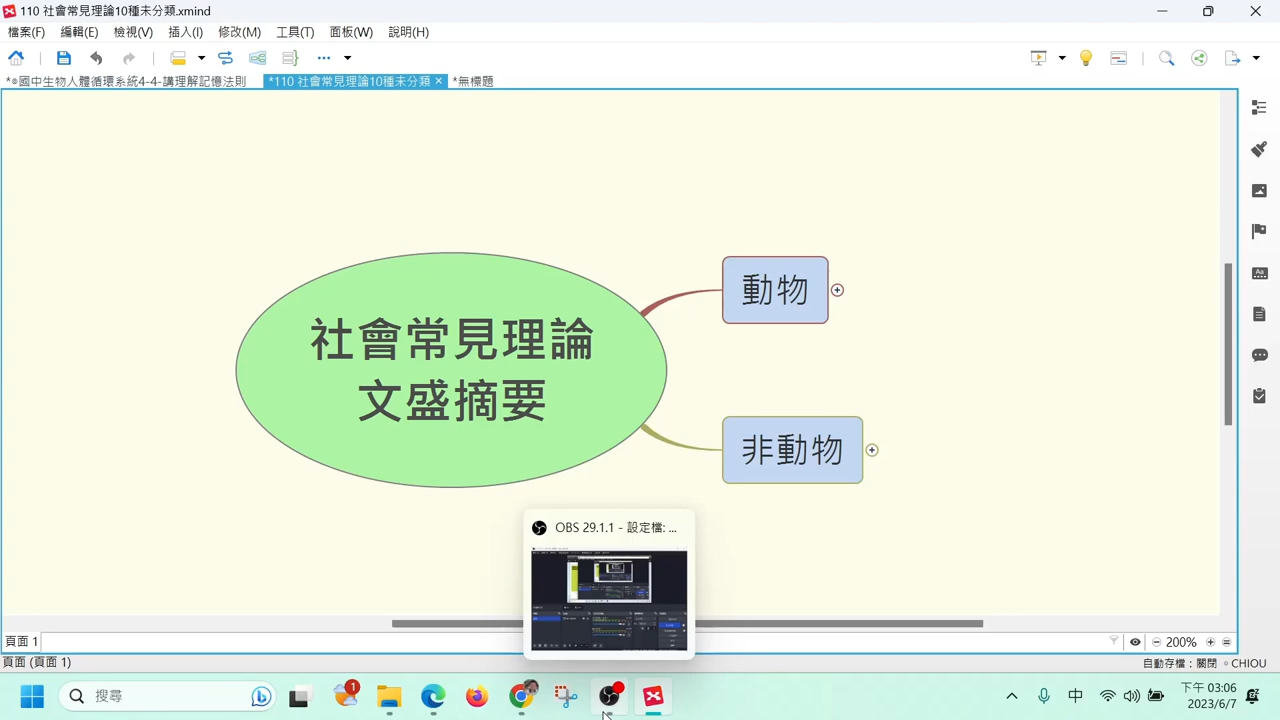 110 社會常見理論10種未分類.xmind
檔案(F) 編輯(E) 檢視(V) 插入(I) 修改(M) 工具(T) 面板(W) 說明(H)
*⊚國中生物人體循環系統4-4-講理解記憶法則 *110 社會常見理論10種未分類 × *無標題
社會常見理論
文盛摘要
動物
非動物
OBS 29.1.1 - 設定檔: ...
頁面 1
200%
頁面 (頁面 1)
自動存檔：關閉 CHIOU
搜尋
1
中
下午 03:06
2023/6/7